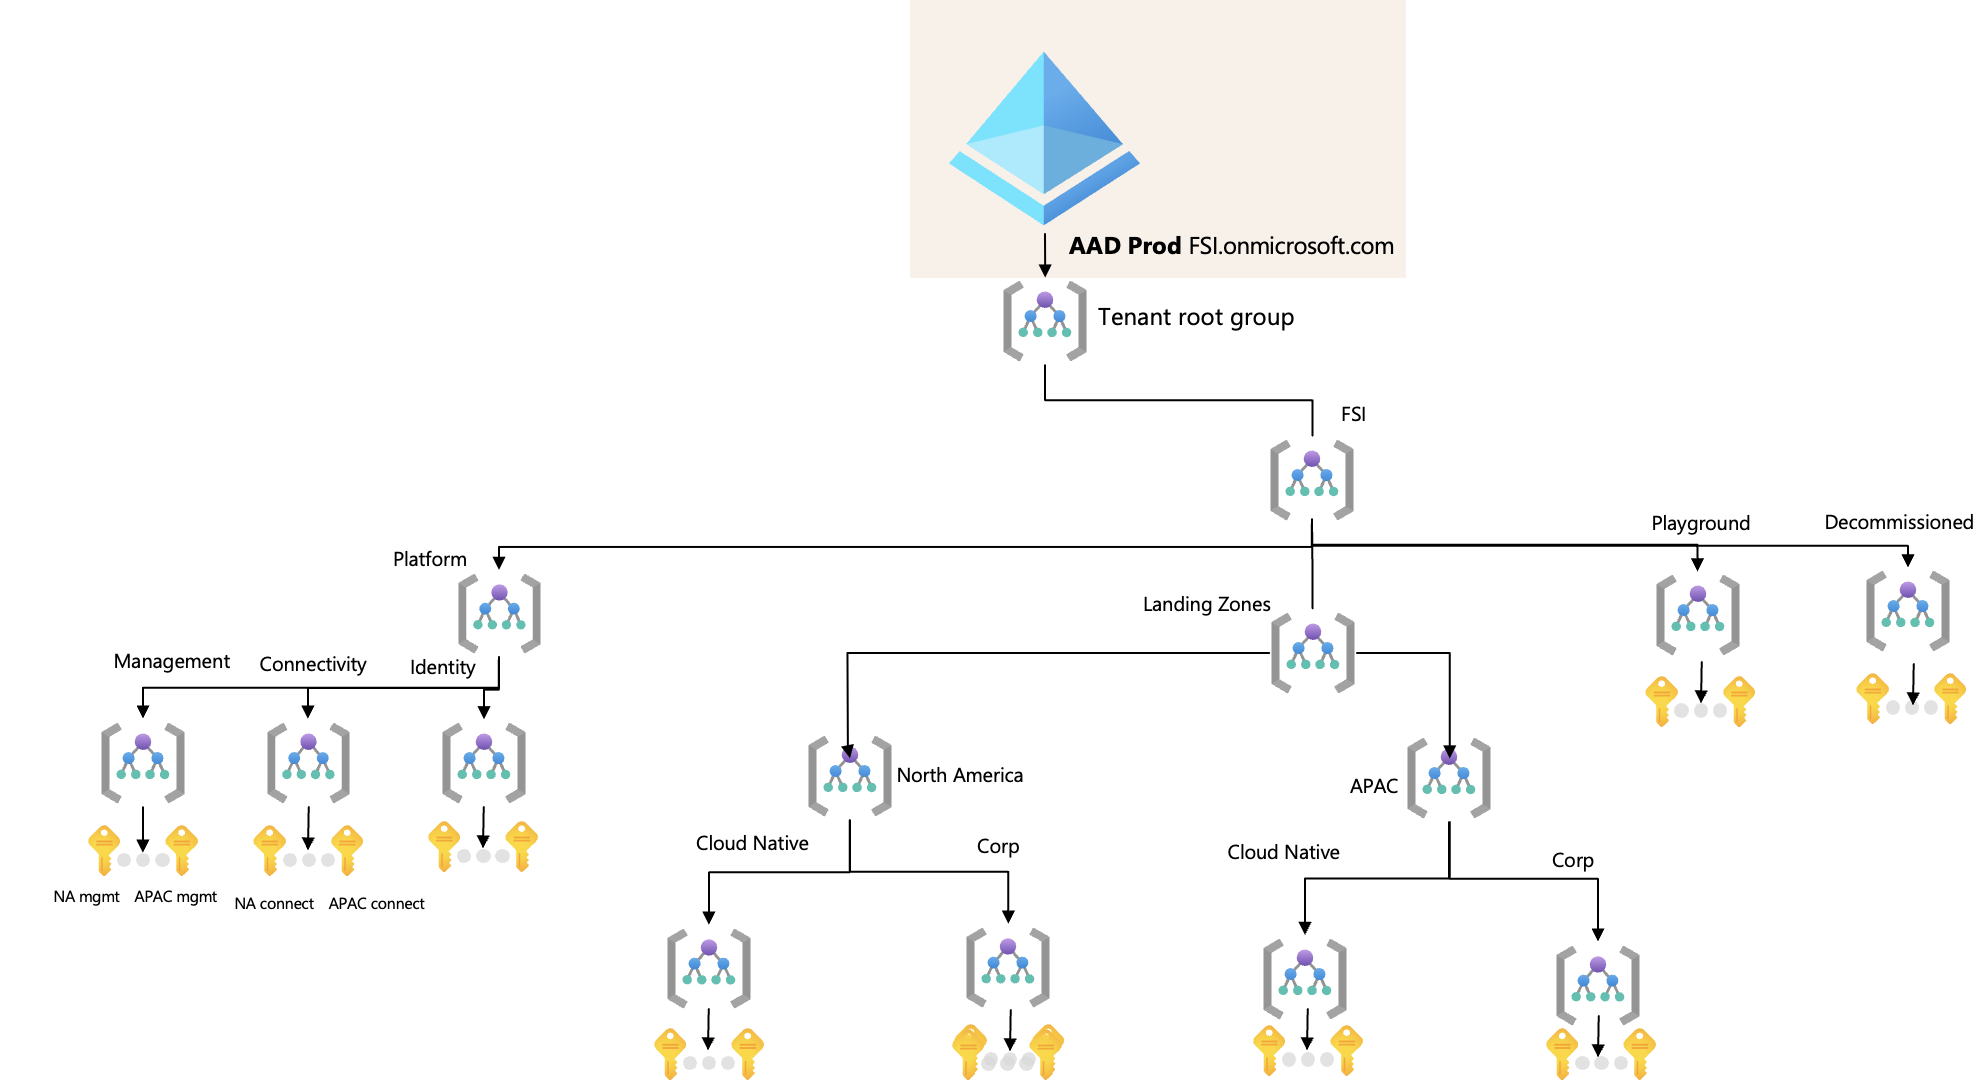 AAD Prod FSI.onmicrosoft.com
Tenant root group
FSI
Playground
Decommissioned
Platform
Landing Zones
Management
Connectivity
Identity
North America
APAC
Cloud Native
Corp
Cloud Native
Corp
NA mgmt
APAC mgmt
NA connect
APAC connect